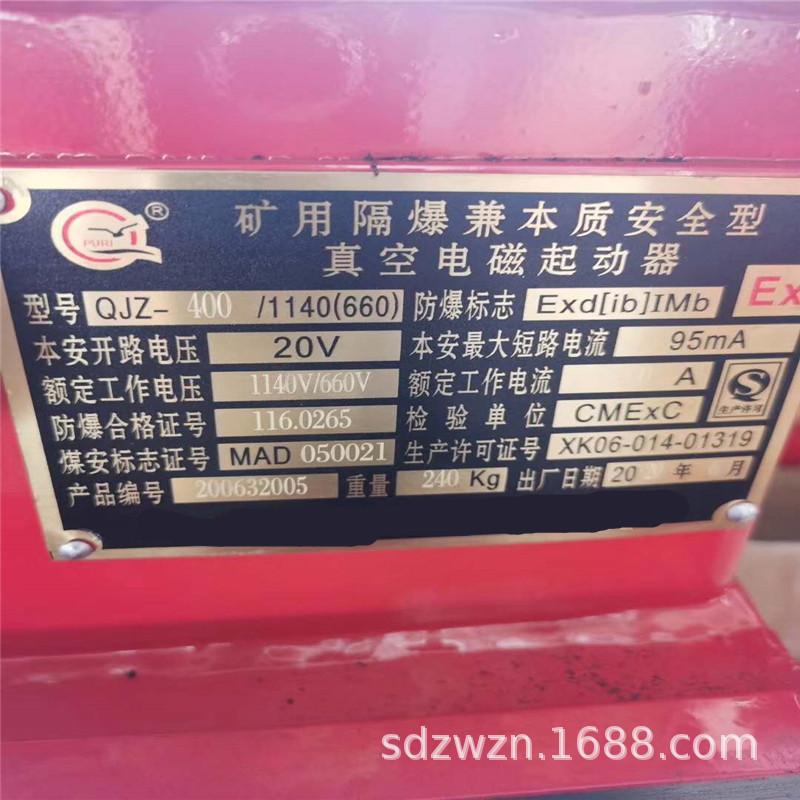 PURI ®
矿用隔爆兼本质安全型
真空电磁起动器
型号 QJZ-400/1140(660) 防爆标志 Exd[ib]IMb Ex
本安开路电压 20V 本安最大短路电流 95mA
额定工作电压 1140V/660V 额定工作电流 A
防爆合格证号 116.0265 检验单位 CMExC 生产许可
煤安标志证号 MAD 050021 生产许可证号 XK06-014-01319
产品编号 200632005 重量 240 Kg 出厂日期 20 年 月
sdzwzn.1688.com